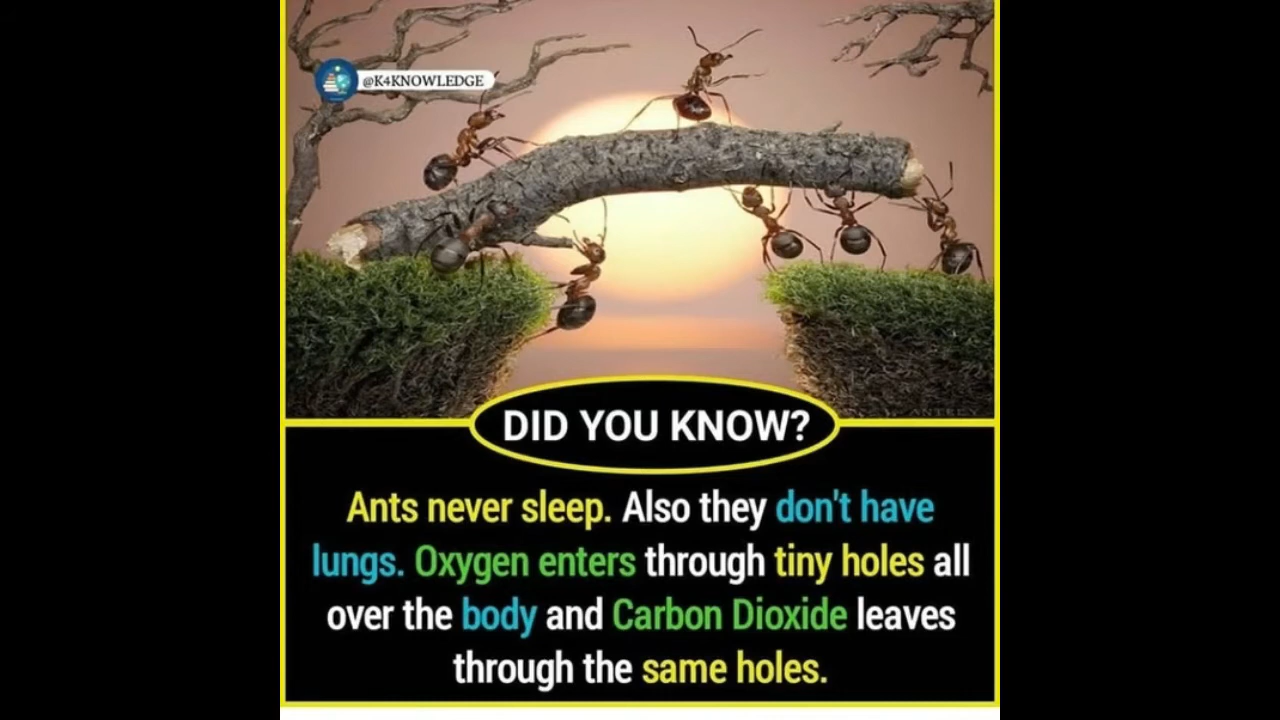 @K4KNOWLEDGE
ANTREY
DID YOU KNOW?
Ants never sleep. Also they don't have
lungs. Oxygen enters through tiny holes all
over the body and Carbon Dioxide leaves
through the same holes.